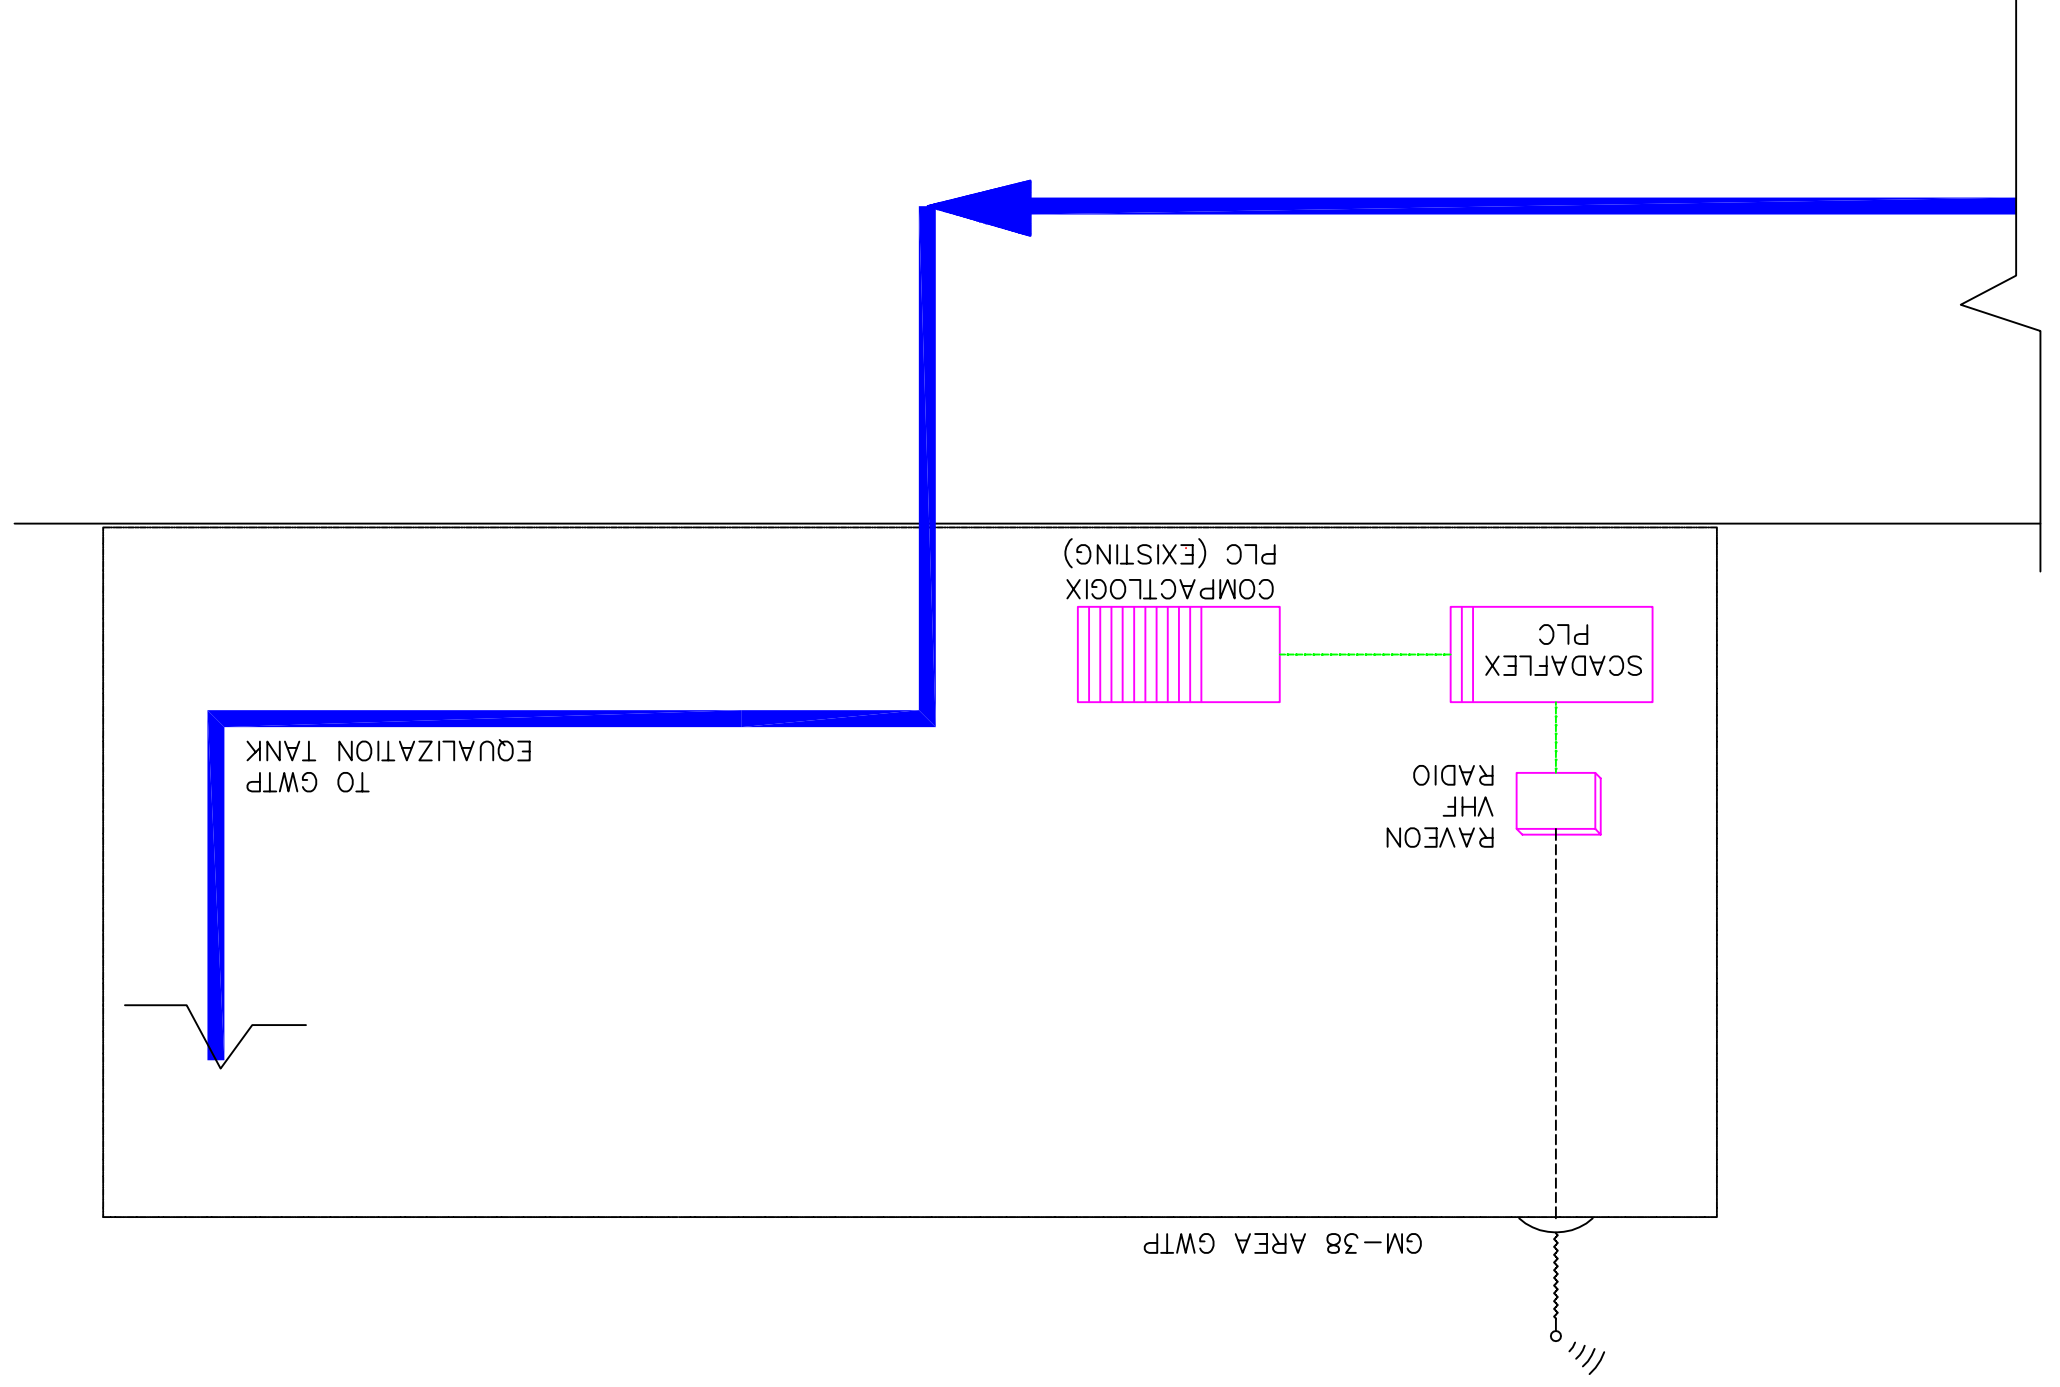 GM-38 AREA GWTP
RAVEON
VHF
RADIO
TO GWTP
EQUALIZATION TANK
SCADAFLEX
PLC
COMPACTLOGIX
PLC (EXISTING)